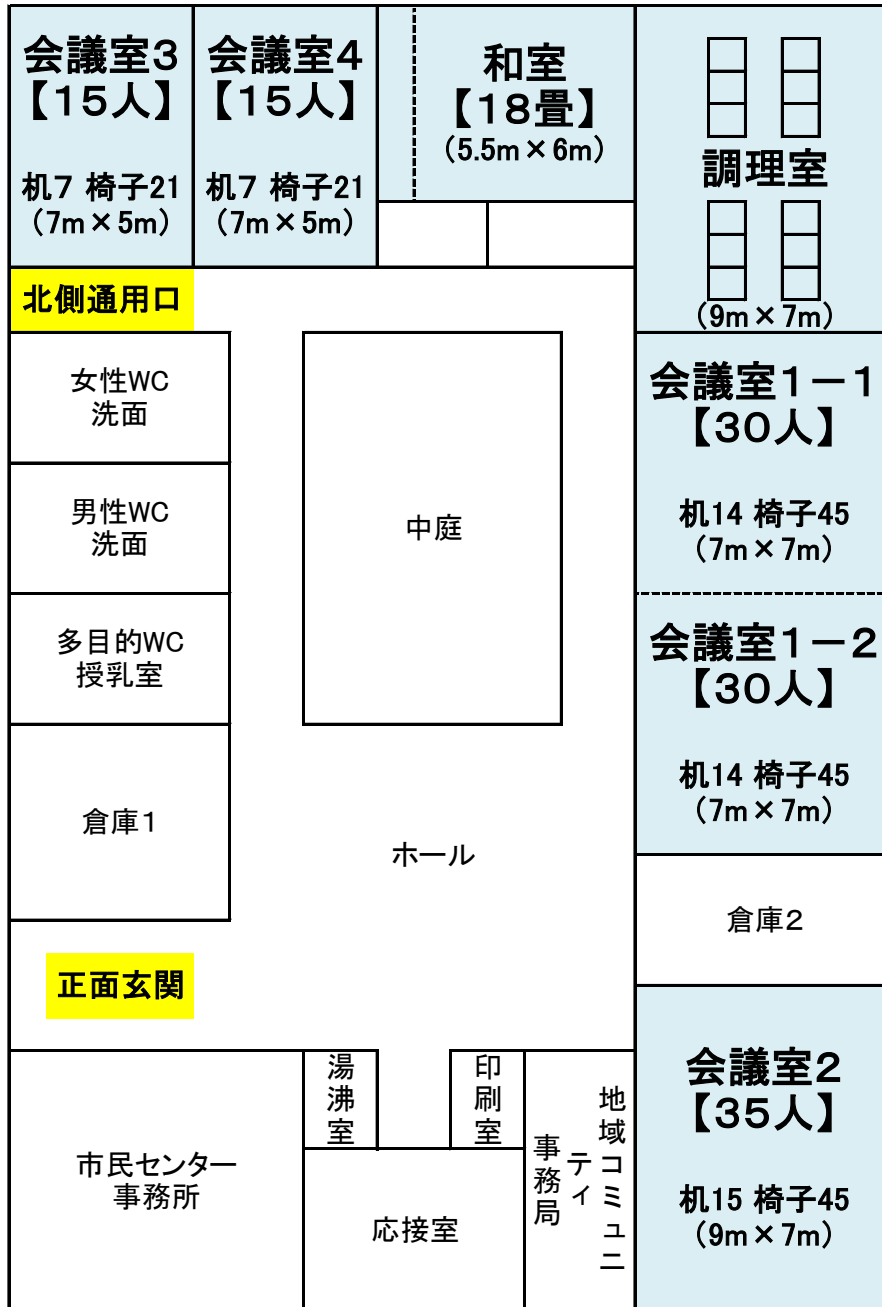 会議室3
【15人】
机7 椅子21
(7m×5m)
会議室4
【15人】
机7 椅子21
(7m×5m)
和室
【18畳】
(5.5m×6m)
調理室
(9m×7m)
北側通用口
女性WC
洗面
男性WC
洗面
多目的WC
授乳室
倉庫1
中庭
ホール
会議室1-1
【30人】
机14 椅子45
(7m×7m)
会議室1-2
【30人】
机14 椅子45
(7m×7m)
倉庫2
正面玄関
市民センター
事務所
湯沸室
印刷室
応接室
地域コミュニ
ティ
事務局
会議室2
【35人】
机15 椅子45
(9m×7m)